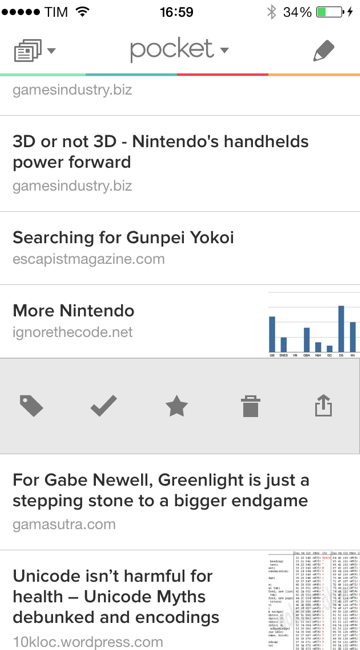 TIM 16:59 34%
pocket
gamesindustry.biz
3D or not 3D - Nintendo's handhelds
power forward
gamesindustry.biz
Searching for Gunpei Yokoi
escapistmagazine.com
More Nintendo
ignorethecode.net
For Gabe Newell, Greenlight is just a
stepping stone to a bigger endgame
gamasutra.com
Unicode isn’t harmful for
health – Unicode Myths
debunked and encodings
10kloc.wordpress.com